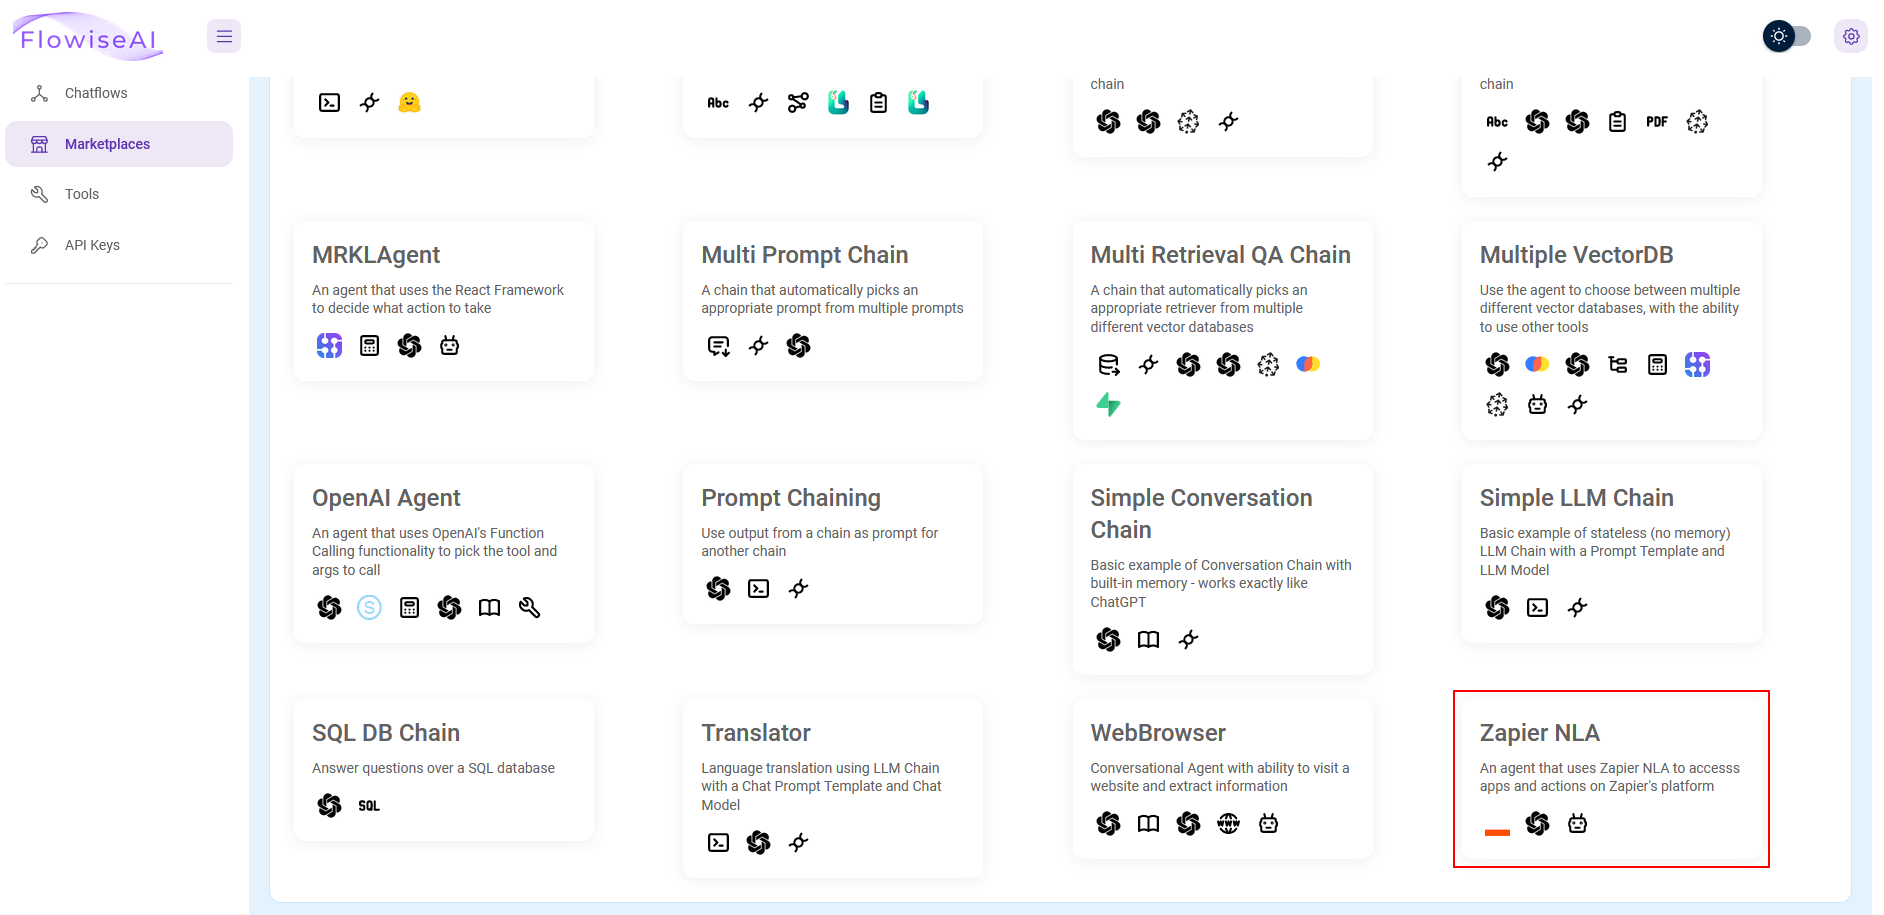 FlowiseAI
Chatflows
Marketplaces
Tools
API Keys
Abc
chain
chain
Abc
PDF
MRKLAgent
An agent that uses the React Framework
to decide what action to take
Multi Prompt Chain
A chain that automatically picks an
appropriate prompt from multiple prompts
Multi Retrieval QA Chain
A chain that automatically picks an
appropriate retriever from multiple
different vector databases
Multiple VectorDB
Use the agent to choose between multiple
different vector databases, with the ability
to use other tools
OpenAI Agent
An agent that uses OpenAI's Function
Calling functionality to pick the tool and
args to call
S
Prompt Chaining
Use output from a chain as prompt for
another chain
Simple Conversation
Chain
Basic example of Conversation Chain with
built-in memory - works exactly like
ChatGPT
Simple LLM Chain
Basic example of stateless (no memory)
LLM Chain with a Prompt Template and
LLM Model
SQL DB Chain
Answer questions over a SQL database
SQL
Translator
Language translation using LLM Chain
with a Chat Prompt Template and Chat
Model
WebBrowser
Conversational Agent with ability to visit a
website and extract information
www
Zapier NLA
An agent that uses Zapier NLA to accesss
apps and actions on Zapier's platform